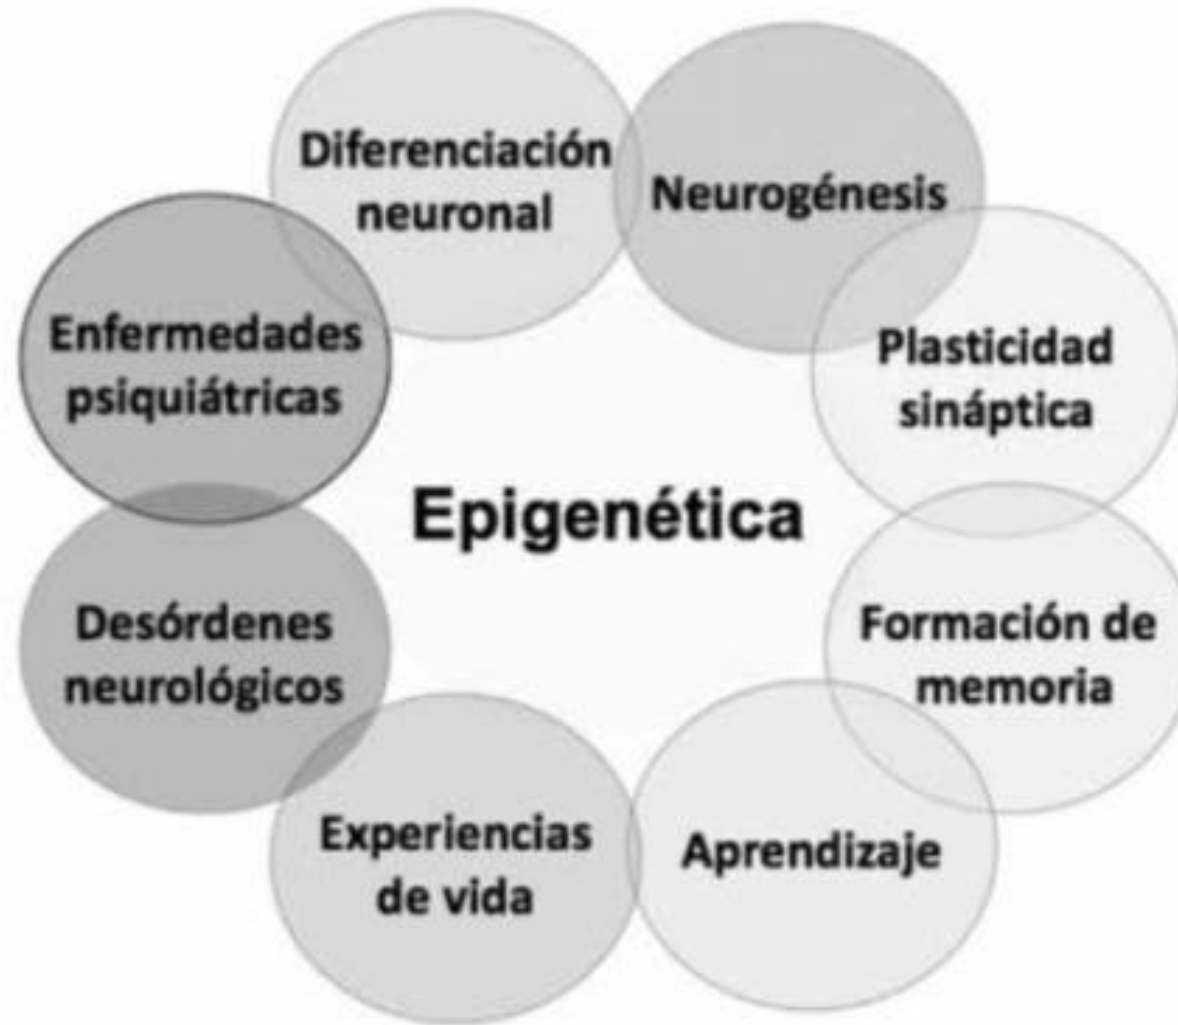 Diferenciación
neuronal
Neurogénesis
Plasticidad
sináptica
Formación de
memoria
Aprendizaje
Experiencias
de vida
Desórdenes
neurológicos
Enfermedades
psiquiátricas
Epigenética